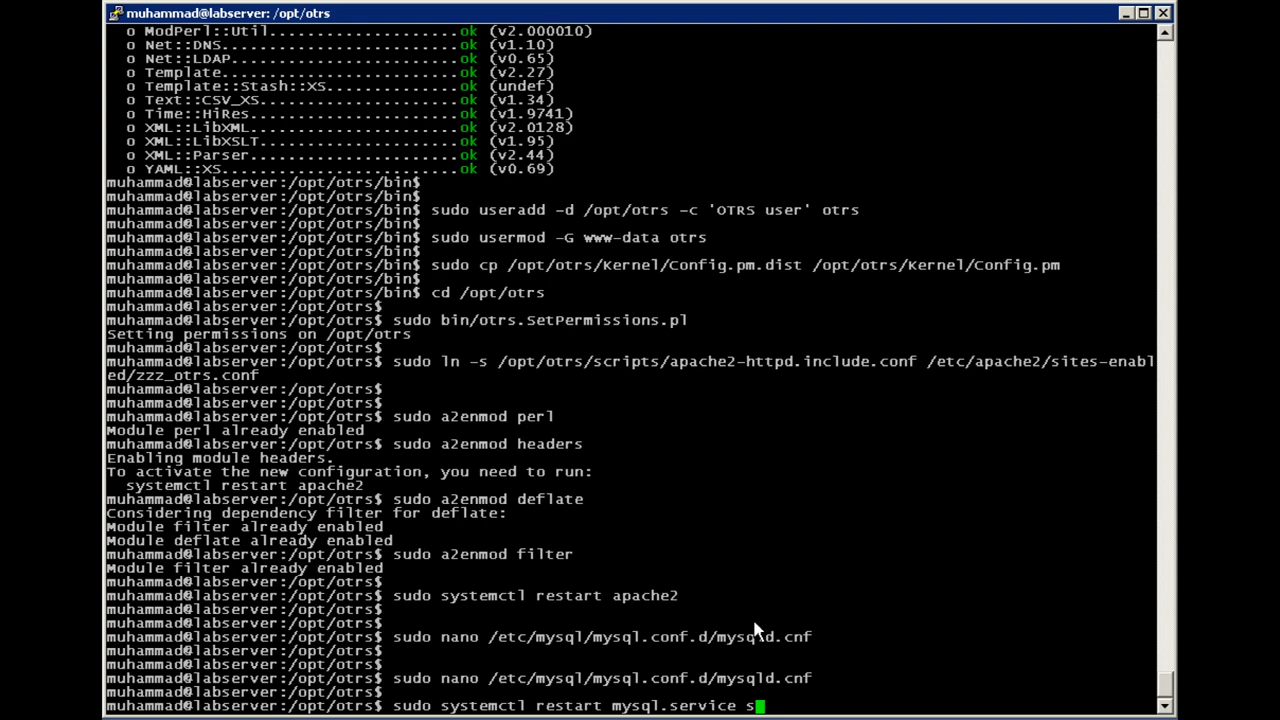 muhammad@labserver: /opt/otrs
o ModPerl::Util....................ok (v2.000010)
o Net::DNS.........................ok (v1.10)
o Net::LDAP........................ok (v0.65)
o Template.........................ok (v2.27)
o Template::Stash::XS..............ok (undef)
o Text::CSV_XS.....................ok (v1.34)
o Time::HiRes......................ok (v1.9741)
o XML::LibXML......................ok (v2.0128)
o XML::LibXSLT.....................ok (v1.95)
o XML::Parser......................ok (v2.44)
o YAML::XS.........................ok (v0.69)
muhammad@labserver:/opt/otrs/bin$
muhammad@labserver:/opt/otrs/bin$
muhammad@labserver:/opt/otrs/bin$ sudo useradd -d /opt/otrs -c 'OTRS user' otrs
muhammad@labserver:/opt/otrs/bin$
muhammad@labserver:/opt/otrs/bin$ sudo usermod -G www-data otrs
muhammad@labserver:/opt/otrs/bin$
muhammad@labserver:/opt/otrs/bin$ sudo cp /opt/otrs/Kernel/Config.pm.dist /opt/otrs/Kernel/Config.pm
muhammad@labserver:/opt/otrs/bin$
muhammad@labserver:/opt/otrs/bin$ cd /opt/otrs
muhammad@labserver:/opt/otrs$
muhammad@labserver:/opt/otrs$ sudo bin/otrs.SetPermissions.pl
Setting permissions on /opt/otrs
muhammad@labserver:/opt/otrs$
muhammad@labserver:/opt/otrs$ sudo ln -s /opt/otrs/scripts/apache2-httpd.include.conf /etc/apache2/sites-enabl
ed/zzz_otrs.conf
muhammad@labserver:/opt/otrs$
muhammad@labserver:/opt/otrs$
muhammad@labserver:/opt/otrs$ sudo a2enmod perl
Module perl already enabled
muhammad@labserver:/opt/otrs$ sudo a2enmod headers
Enabling module headers.
To activate the new configuration, you need to run:
systemctl restart apache2
muhammad@labserver:/opt/otrs$ sudo a2enmod deflate
Considering dependency filter for deflate:
Module filter already enabled
Module deflate already enabled
muhammad@labserver:/opt/otrs$ sudo a2enmod filter
Module filter already enabled
muhammad@labserver:/opt/otrs$
muhammad@labserver:/opt/otrs$ sudo systemctl restart apache2
muhammad@labserver:/opt/otrs$
muhammad@labserver:/opt/otrs$
muhammad@labserver:/opt/otrs$ sudo nano /etc/mysql/mysql.conf.d/mysqld.cnf
muhammad@labserver:/opt/otrs$
muhammad@labserver:/opt/otrs$
muhammad@labserver:/opt/otrs$ sudo nano /etc/mysql/mysql.conf.d/mysqld.cnf
muhammad@labserver:/opt/otrs$
muhammad@labserver:/opt/otrs$ sudo systemctl restart mysql.service s